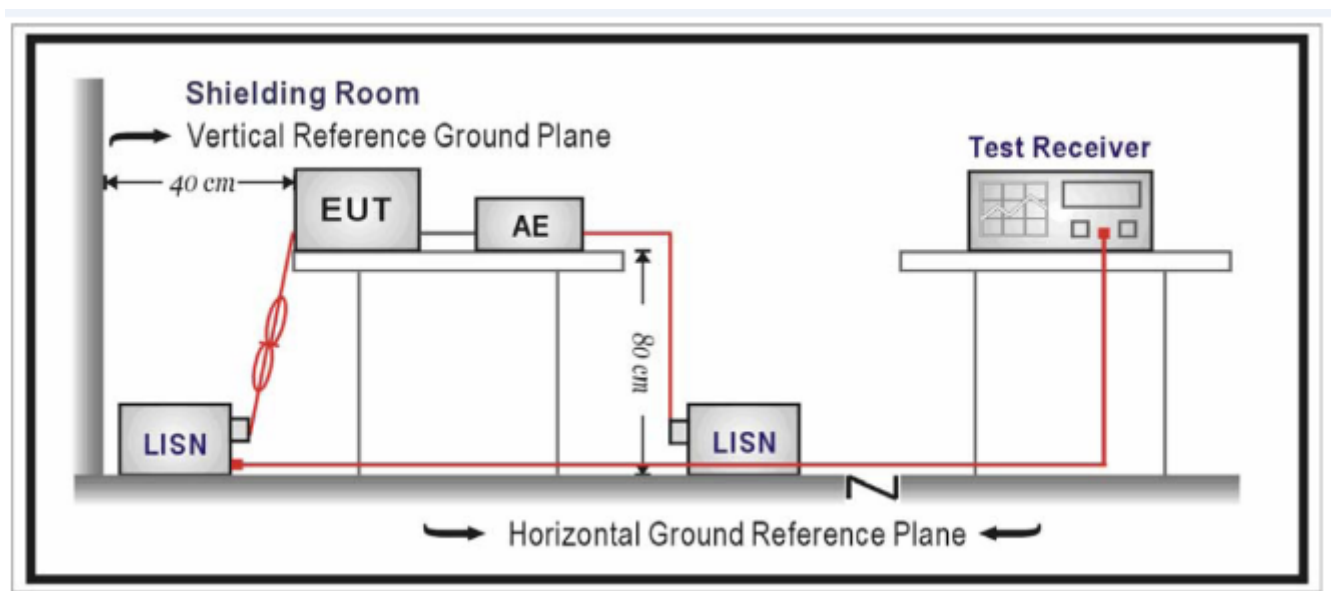 Shielding Room
Vertical Reference Ground Plane
Test Receiver
40 cm
EUT
AE
80 cm
LISN
LISN
Horizontal Ground Reference Plane